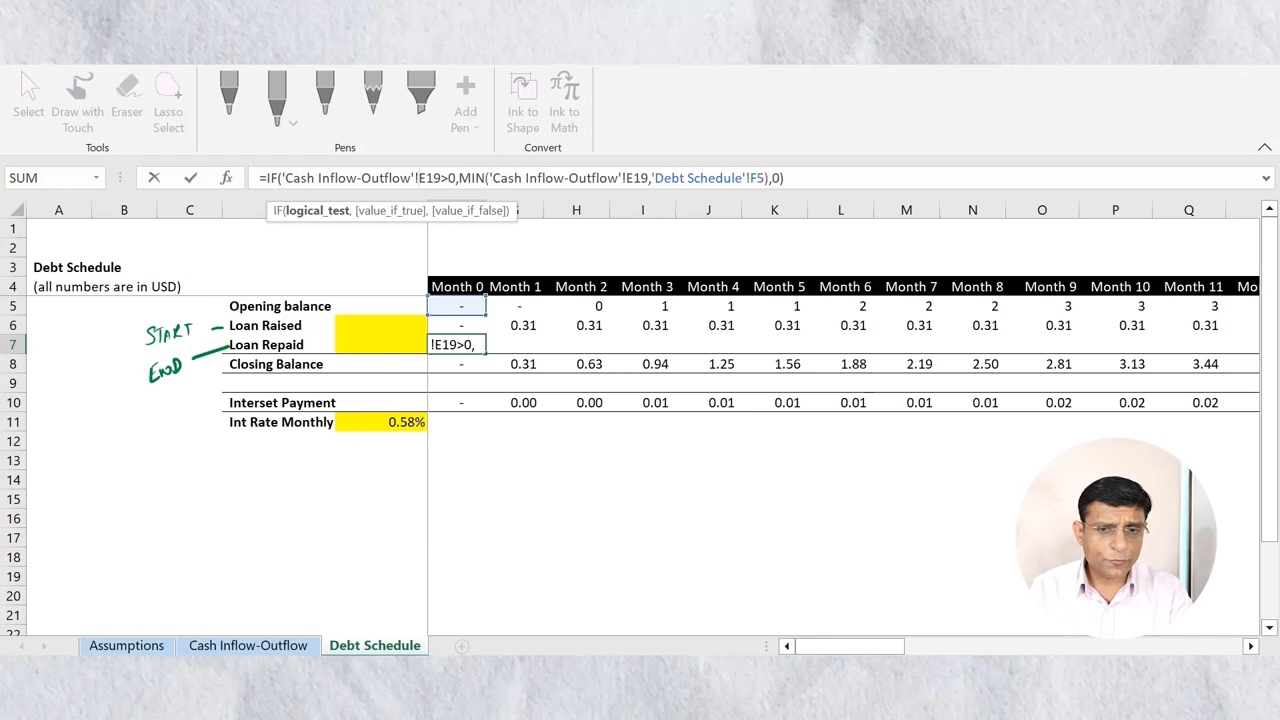 Select Draw with Touch Eraser Lasso Select Add Pen Ink to Shape Ink to Math
Tools Pens Convert
SUM =IF('Cash Inflow-Outflow'!E19>0,MIN('Cash Inflow-Outflow'!E19,'Debt Schedule'!F5),0)
IF(logical_test, [value_if_true], [value_if_false])
A B C G H I J K L M N O P Q
1
2
3 Debt Schedule
4 (all numbers are in USD) Month 0 Month 1 Month 2 Month 3 Month 4 Month 5 Month 6 Month 7 Month 8 Month 9 Month 10 Month 11 Mo
5 Opening balance - - 0 1 1 1 2 2 2 3 3 3
6 START - Loan Raised - 0.31 0.31 0.31 0.31 0.31 0.31 0.31 0.31 0.31 0.31 0.31
7 END Loan Repaid !E19>0,
8 Closing Balance - 0.31 0.63 0.94 1.25 1.56 1.88 2.19 2.50 2.81 3.13 3.44
9
10 Interset Payment - 0.00 0.00 0.01 0.01 0.01 0.01 0.01 0.01 0.02 0.02 0.02
11 Int Rate Monthly 0.58%
12
13
14
15
16
17
18
19
20
21
22
Assumptions Cash Inflow-Outflow Debt Schedule